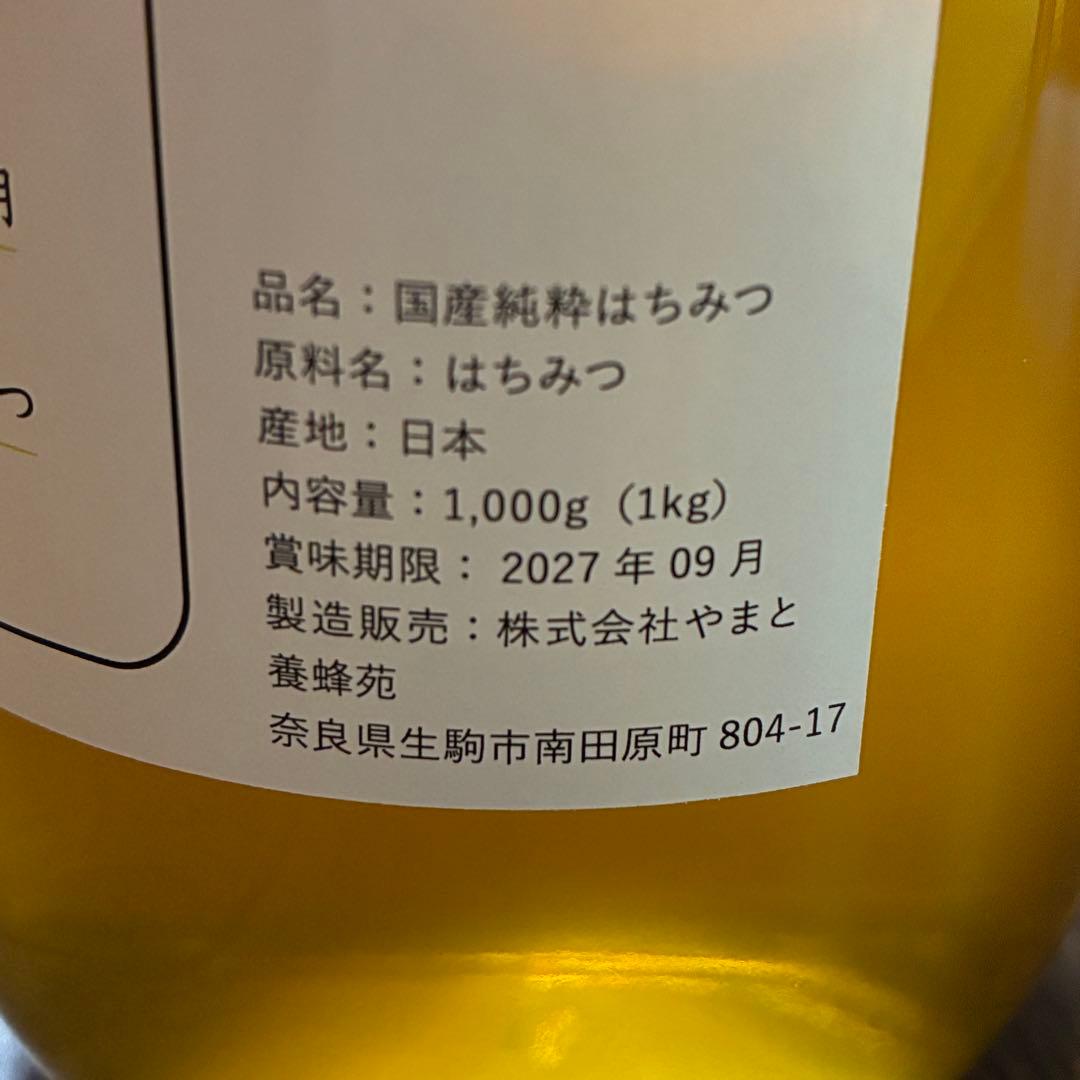 品名：国産純粋はちみつ
原料名：はちみつ
産地：日本
内容量：1,000g（1kg）
賞味期限： 2027 年 09 月
製造販売：株式会社やまと
養蜂苑
奈良県生駒市南田原町 804-17
つ